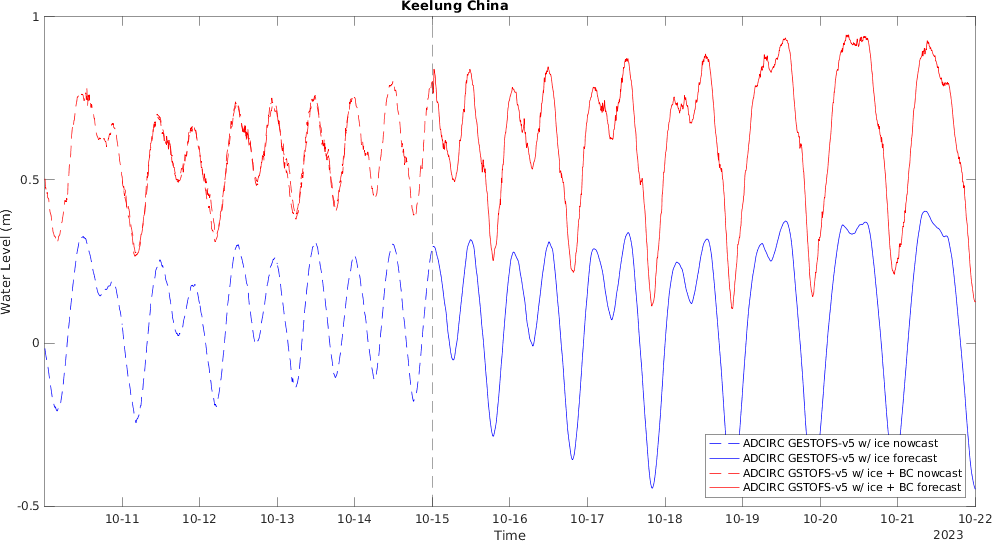 Keelung China
Water Level (m)
1
0.5
0
-0.5
10-11 10-12 10-13 10-14 10-15 10-16 10-17 10-18 10-19 10-20 10-21 10-22
Time
2023
ADCIRC GESTOFS-v5 w/ ice nowcast
ADCIRC GESTOFS-v5 w/ ice forecast
ADCIRC GSTOFS-v5 w/ ice + BC nowcast
ADCIRC GSTOFS-v5 w/ ice + BC forecast